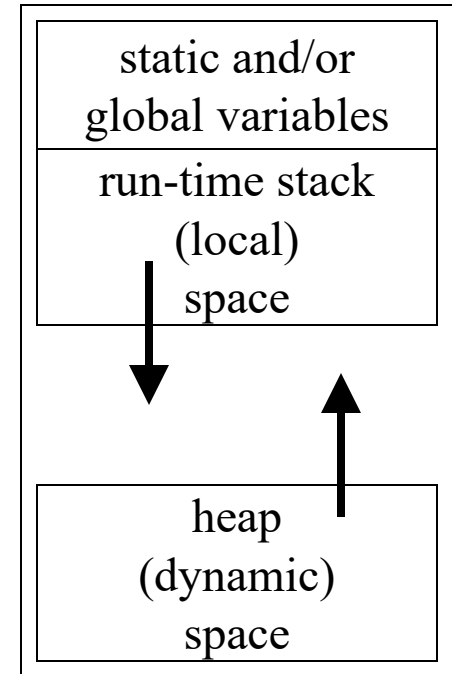 static and/or
global variables
run-time stack
(local)
space
heap
(dynamic)
space